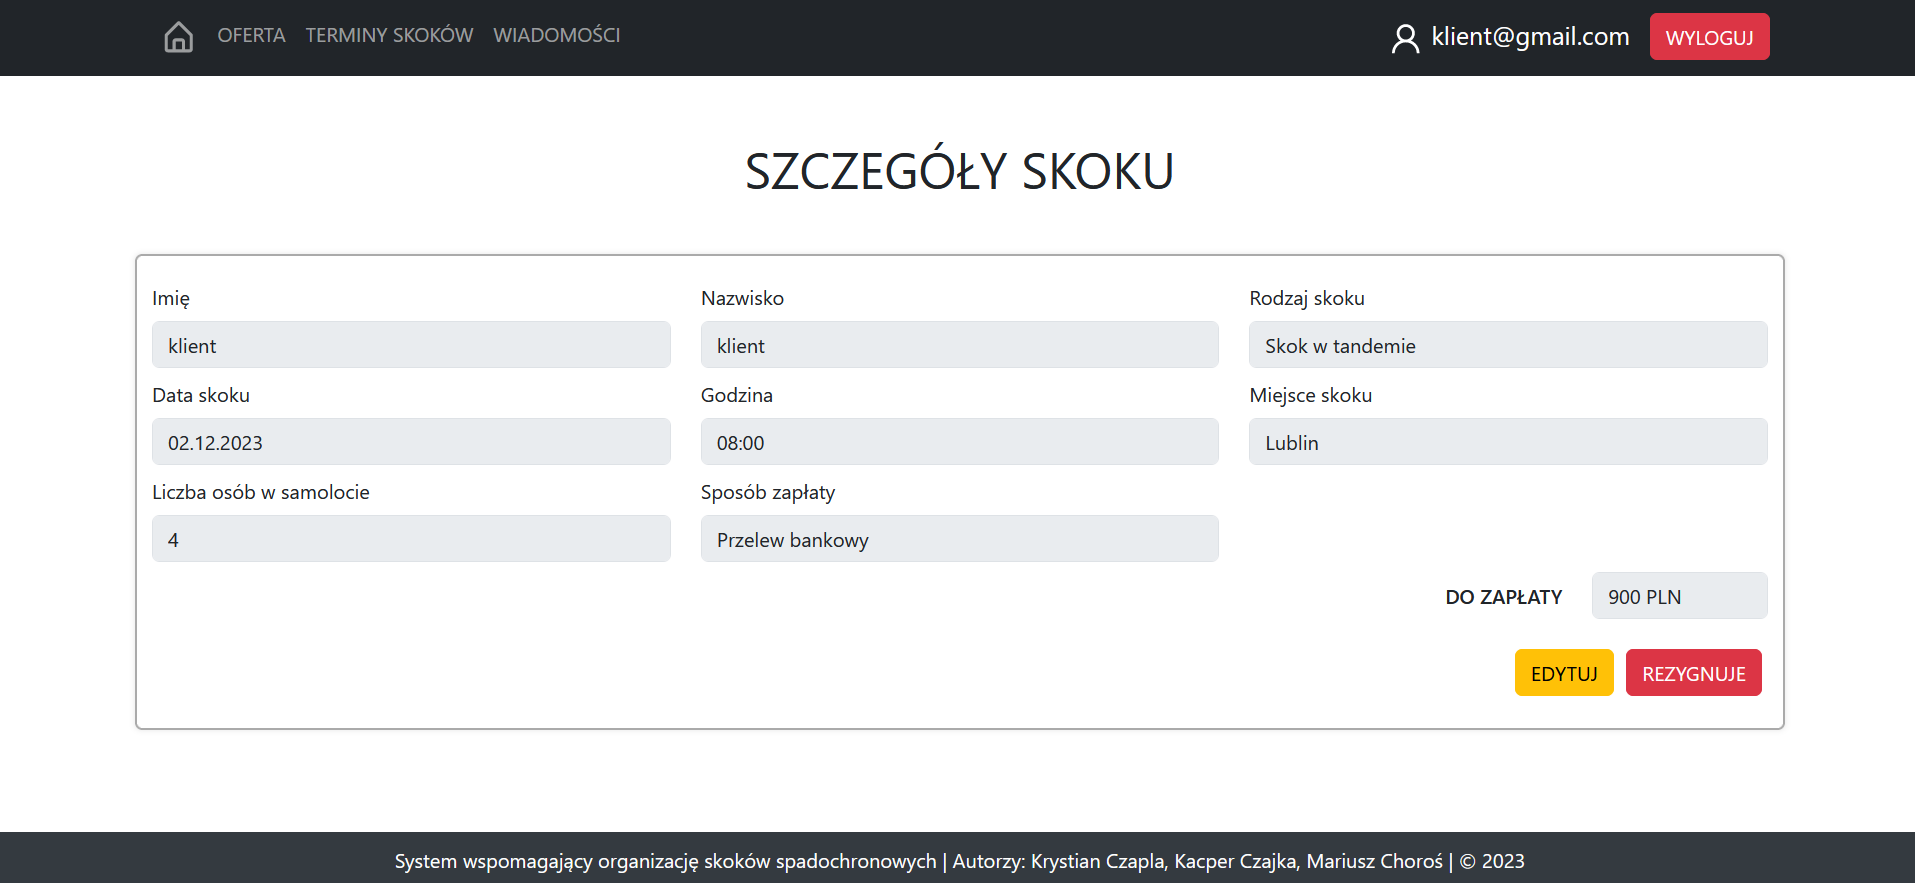 OFERTA TERMINY SKOKÓW WIADOMOŚCI klient@gmail.com WYLOGUJ
SZCZEGÓŁY SKOKU
Imię Nazwisko Rodzaj skoku
klient klient Skok w tandemie
Data skoku Godzina Miejsce skoku
02.12.2023 08:00 Lublin
Liczba osób w samolocie Sposób zapłaty
4 Przelew bankowy
DO ZAPŁATY 900 PLN
EDYTUJ REZYGNUJE
System wspomagający organizację skoków spadochronowych | Autorzy: Krystian Czapla, Kacper Czajka, Mariusz Choroś | © 2023